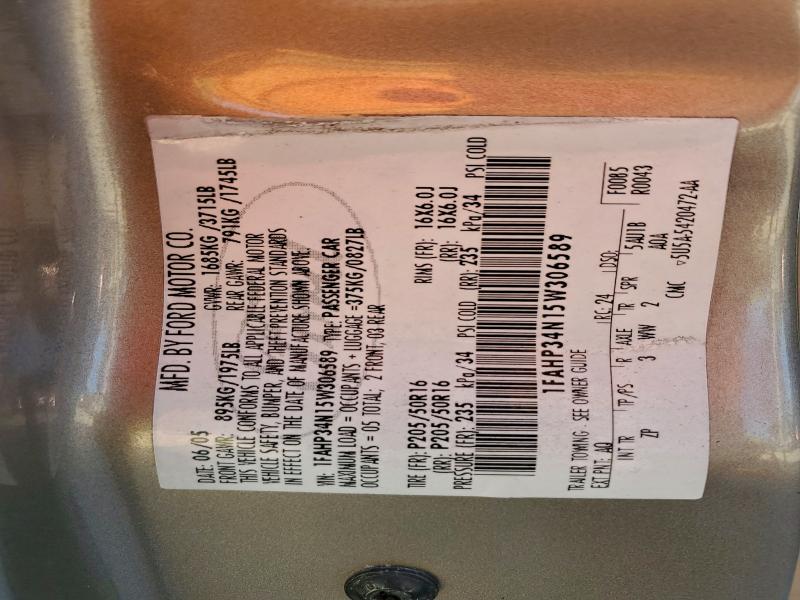 MFD. BY FORD MOTOR CO.
DATE: 06/05 GVWR: 1685KG/3715LB
FRONT GAWR: 895KG/1975LB REAR GAWR: 791KG/1745LB
THIS VEHICLE CONFORMS TO ALL APPLICABLE FEDERAL MOTOR
VEHICLE SAFETY, BUMPER, AND THEFT PREVENTION STANDARDS
IN EFFECT ON THE DATE OF MANUFACTURE SHOWN ABOVE.
VIN: 1FAHP34N15W306589 TYPE: PASSENGER CAR
MAXIMUM LOAD = OCCUPANTS + LUGGAGE =375KG/0827LB
OCCUPANTS = 05 TOTAL; 2 FRONT, 03 REAR
TIRE (FR): P205/50R16 RIMS (FR): 16X6.0J
(RR): P205/50R16 (RR): 16X6.0J
PRESSURE (FR): 235 kPa/34 PSI COLD (RR): 235 kPa/34 PSI COLD
1FAHP34N15W306589
TRAILER TOWING - SEE OWNER GUIDE
EXT PNT: AQ REG: 24 DSO: F0085
INT TR TP/PS R AXLE TR SPR 5AU1B R0043
ZP 3 WW 2 AOA
CMC ▽5U5A-5420472-AA